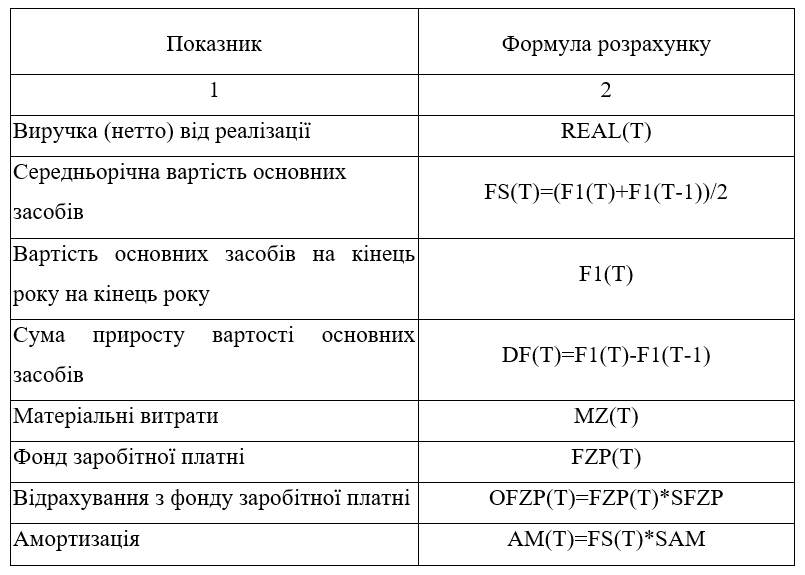 Показник
Формула розрахунку
1
2
Виручка (нетто) від реалізації
REAL(T)
Середньорічна вартість основних
засобів
FS(T)=(F1(T)+F1(T-1))/2
Вартість основних засобів на кінець
року на кінець року
F1(T)
Сума приросту вартості основних
засобів
DF(T)=F1(T)-F1(T-1)
Матеріальні витрати
MZ(T)
Фонд заробітної платні
FZP(T)
Відрахування з фонду заробітної платні
OFZP(T)=FZP(T)*SFZP
Амортизація
AM(T)=FS(T)*SAM